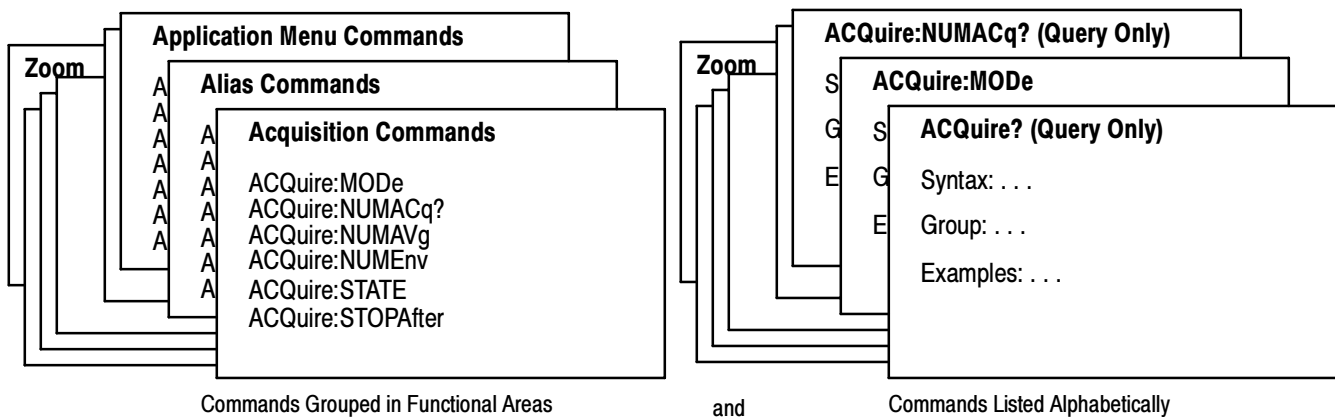 Application Menu Commands
Zoom
Alias Commands
A
A
A
A
A
A
A
Acquisition Commands
A
A
A
A
A
A
A
ACQuire:MODe
ACQuire:NUMACq?
ACQuire:NUMAVg
ACQuire:NUMEnv
ACQuire:STATE
ACQuire:STOPAfter
Commands Grouped in Functional Areas
and
ACQuire:NUMACq? (Query Only)
Zoom
S
G
E
ACQuire:MODe
S
G
E
ACQuire? (Query Only)
Syntax: . . .
Group: . . .
Examples: . . .
Commands Listed Alphabetically